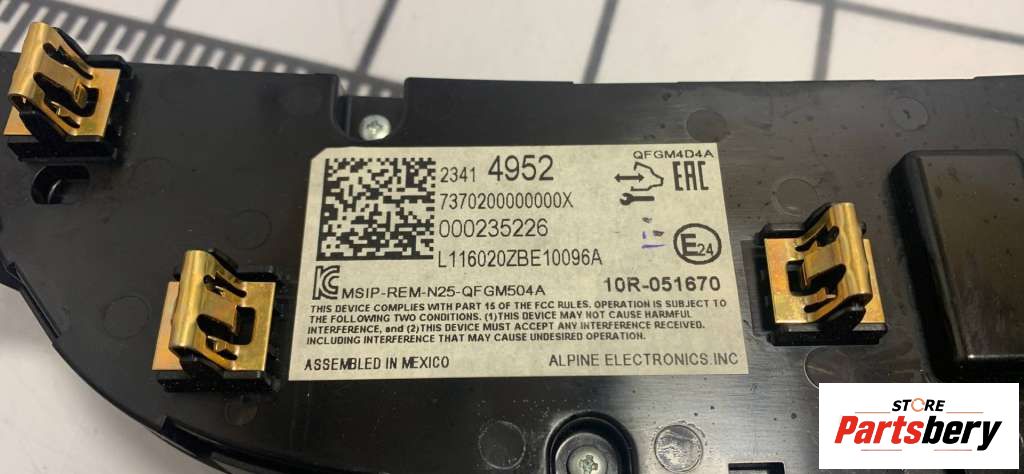 QFGM4D4A
2341 4952
7370200000000X
EAC
000235226
L116020ZBE10096A
E24
10R-051670
KC MSIP-REM-N25-QFGM504A
THIS DEVICE COMPLIES WITH PART 15 OF THE FCC RULES. OPERATION IS SUBJECT TO
THE FOLLOWING TWO CONDITIONS. (1)THIS DEVICE MAY NOT CAUSE HARMFUL
INTERFERENCE, and (2)THIS DEVICE MUST ACCEPT ANY INTERFERENCE RECEIVED.
INCLUDING INTERFERENCE THAT MAY CAUSE UNDESIRED OPERATION.
ASSEMBLED IN MEXICO
ALPINE ELECTRONICS.INC
STORE
Partsbery